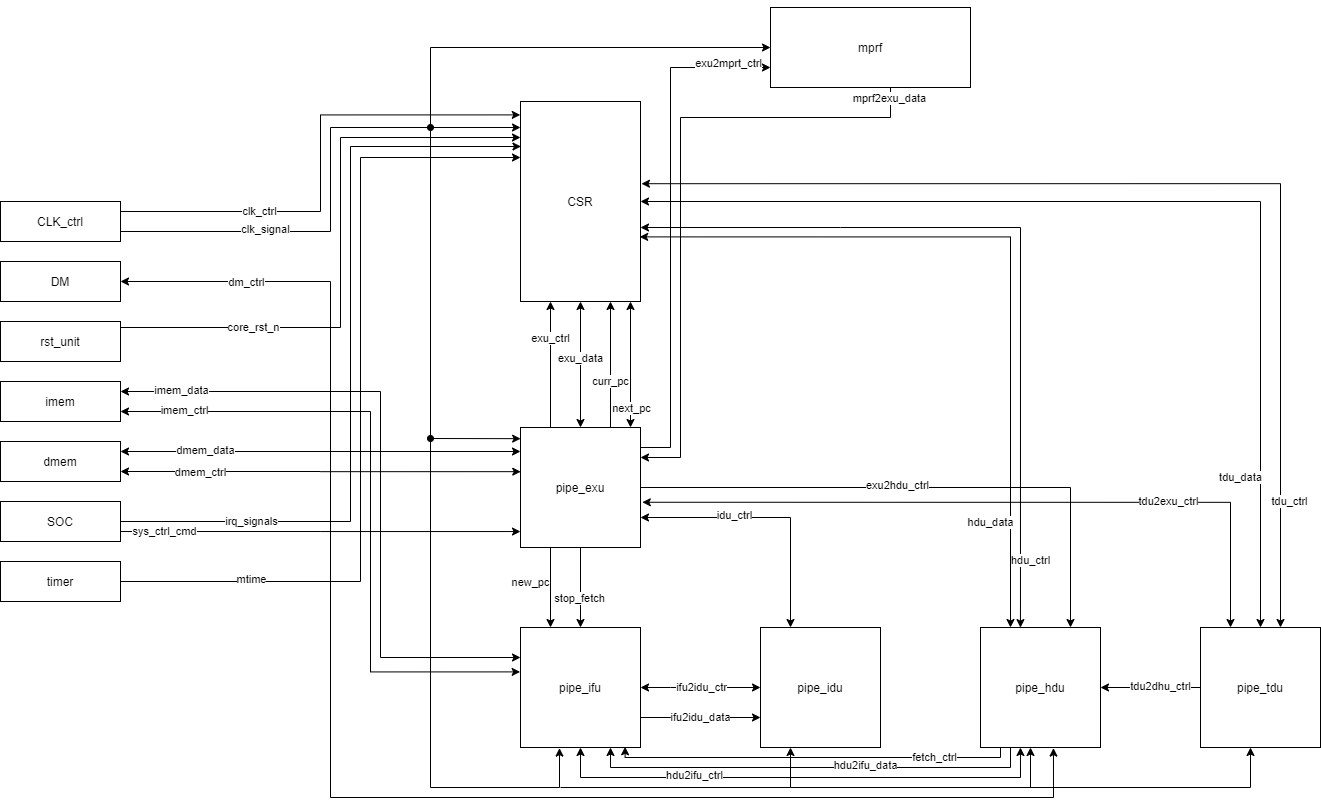 mprf
exu2mprt_ctrl
mprf2exu_data
CSR
CLK_ctrl
clk_ctrl
clk_signal
DM
dm_ctrl
rst_unit
core_rst_n
exu_ctrl
exu_data
curr_pc
next_pc
imem
imem_data
imem_ctrl
dmem
dmem_data
dmem_ctrl
pipe_exu
exu2hdu_ctrl
tdu_data
tdu2exu_ctrl
tdu_ctrl
SOC
irq_signals
sys_ctrl_cmd
idu_ctrl
hdu_data
hdu_ctrl
timer
mtime
new_pc
stop_fetch
pipe_ifu
ifu2idu_ctr
ifu2idu_data
pipe_idu
pipe_hdu
tdu2dhu_ctrl
pipe_tdu
fetch_ctrl
hdu2ifu_data
hdu2ifu_ctrl